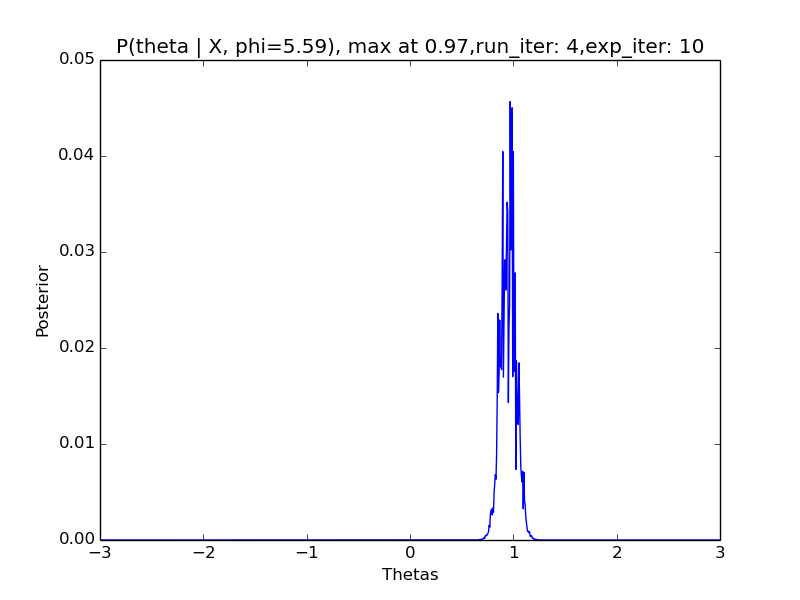 P(theta | X, phi=5.59), max at 0.97,run_iter: 4,exp_iter: 10
0.05
0.04
0.03
0.02
0.01
0.00
Posterior
−3 −2 −1 0 1 2 3
Thetas